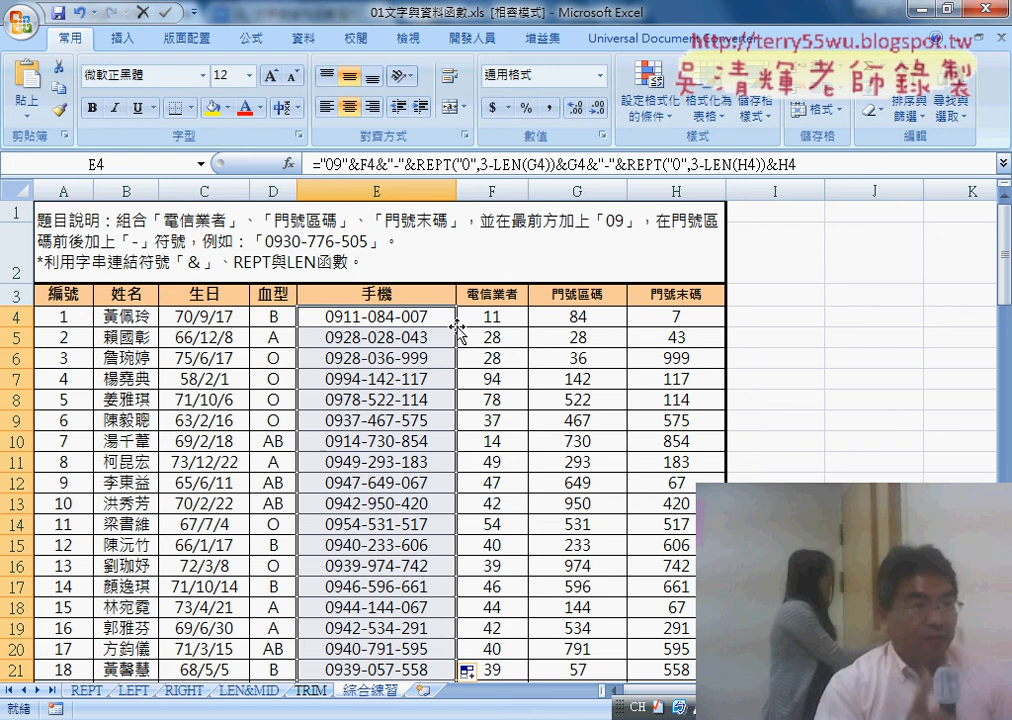 01文字與資料函數.xls [相容模式] - Microsoft Excel
常用 插入 版面配置 公式 資料 校閱 檢視 開發人員 增益集 Universal Document Converter
http://terry55wu.blogspot.tw
吳清輝老師錄製
貼上 微軟正黑體 12 通用格式 設定格式化的條件 格式化為表格 儲存格樣式 格式 排序與篩選 尋找與選取
B I U A $ % ,
剪貼簿 字型 對齊方式 數值 樣式 儲存格 編輯
E4 fx ="09"&F4&"-"&REPT("0",3-LEN(G4))&G4&"-"&REPT("0",3-LEN(H4))&H4
A B C D E F G H I J K
1 題目說明：組合「電信業者」、「門號區碼」、「門號末碼」，並在最前方加上「09」，在門號區
碼前後加上「-」符號，例如：「0930-776-505」。
2 *利用字串連結符號「&」、REPT與LEN函數。
3 編號 姓名 生日 血型 手機 電信業者 門號區碼 門號末碼
4 1 黃佩玲 70/9/17 B 0911-084-007 11 84 7
5 2 賴國彰 66/12/8 A 0928-028-043 28 28 43
6 3 詹琬婷 75/6/17 O 0928-036-999 28 36 999
7 4 楊堯典 58/2/1 O 0994-142-117 94 142 117
8 5 姜雅琪 71/10/6 O 0978-522-114 78 522 114
9 6 陳毅聰 63/2/16 O 0937-467-575 37 467 575
10 7 湯千葦 69/2/18 AB 0914-730-854 14 730 854
11 8 柯昆宏 73/12/22 A 0949-293-183 49 293 183
12 9 李東益 65/6/11 AB 0947-649-067 47 649 67
13 10 洪秀芳 70/2/22 AB 0942-950-420 42 950 420
14 11 梁書維 67/7/4 O 0954-531-517 54 531 517
15 12 陳沅竹 66/1/17 B 0940-233-606 40 233 606
16 13 劉珈妤 72/3/8 O 0939-974-742 39 974 742
17 14 顏逸琪 71/10/14 B 0946-596-661 46 596 661
18 15 林宛霓 73/4/21 A 0944-144-067 44 144 67
19 16 郭雅芬 69/6/30 A 0942-534-291 42 534 291
20 17 方鈞儀 71/3/15 AB 0940-791-595 40 791 595
21 18 黃馨慧 68/5/5 B 0939-057-558 39 57 558
REPT LEFT RIGHT LEN&MID TRIM 綜合練習
就緒 CH